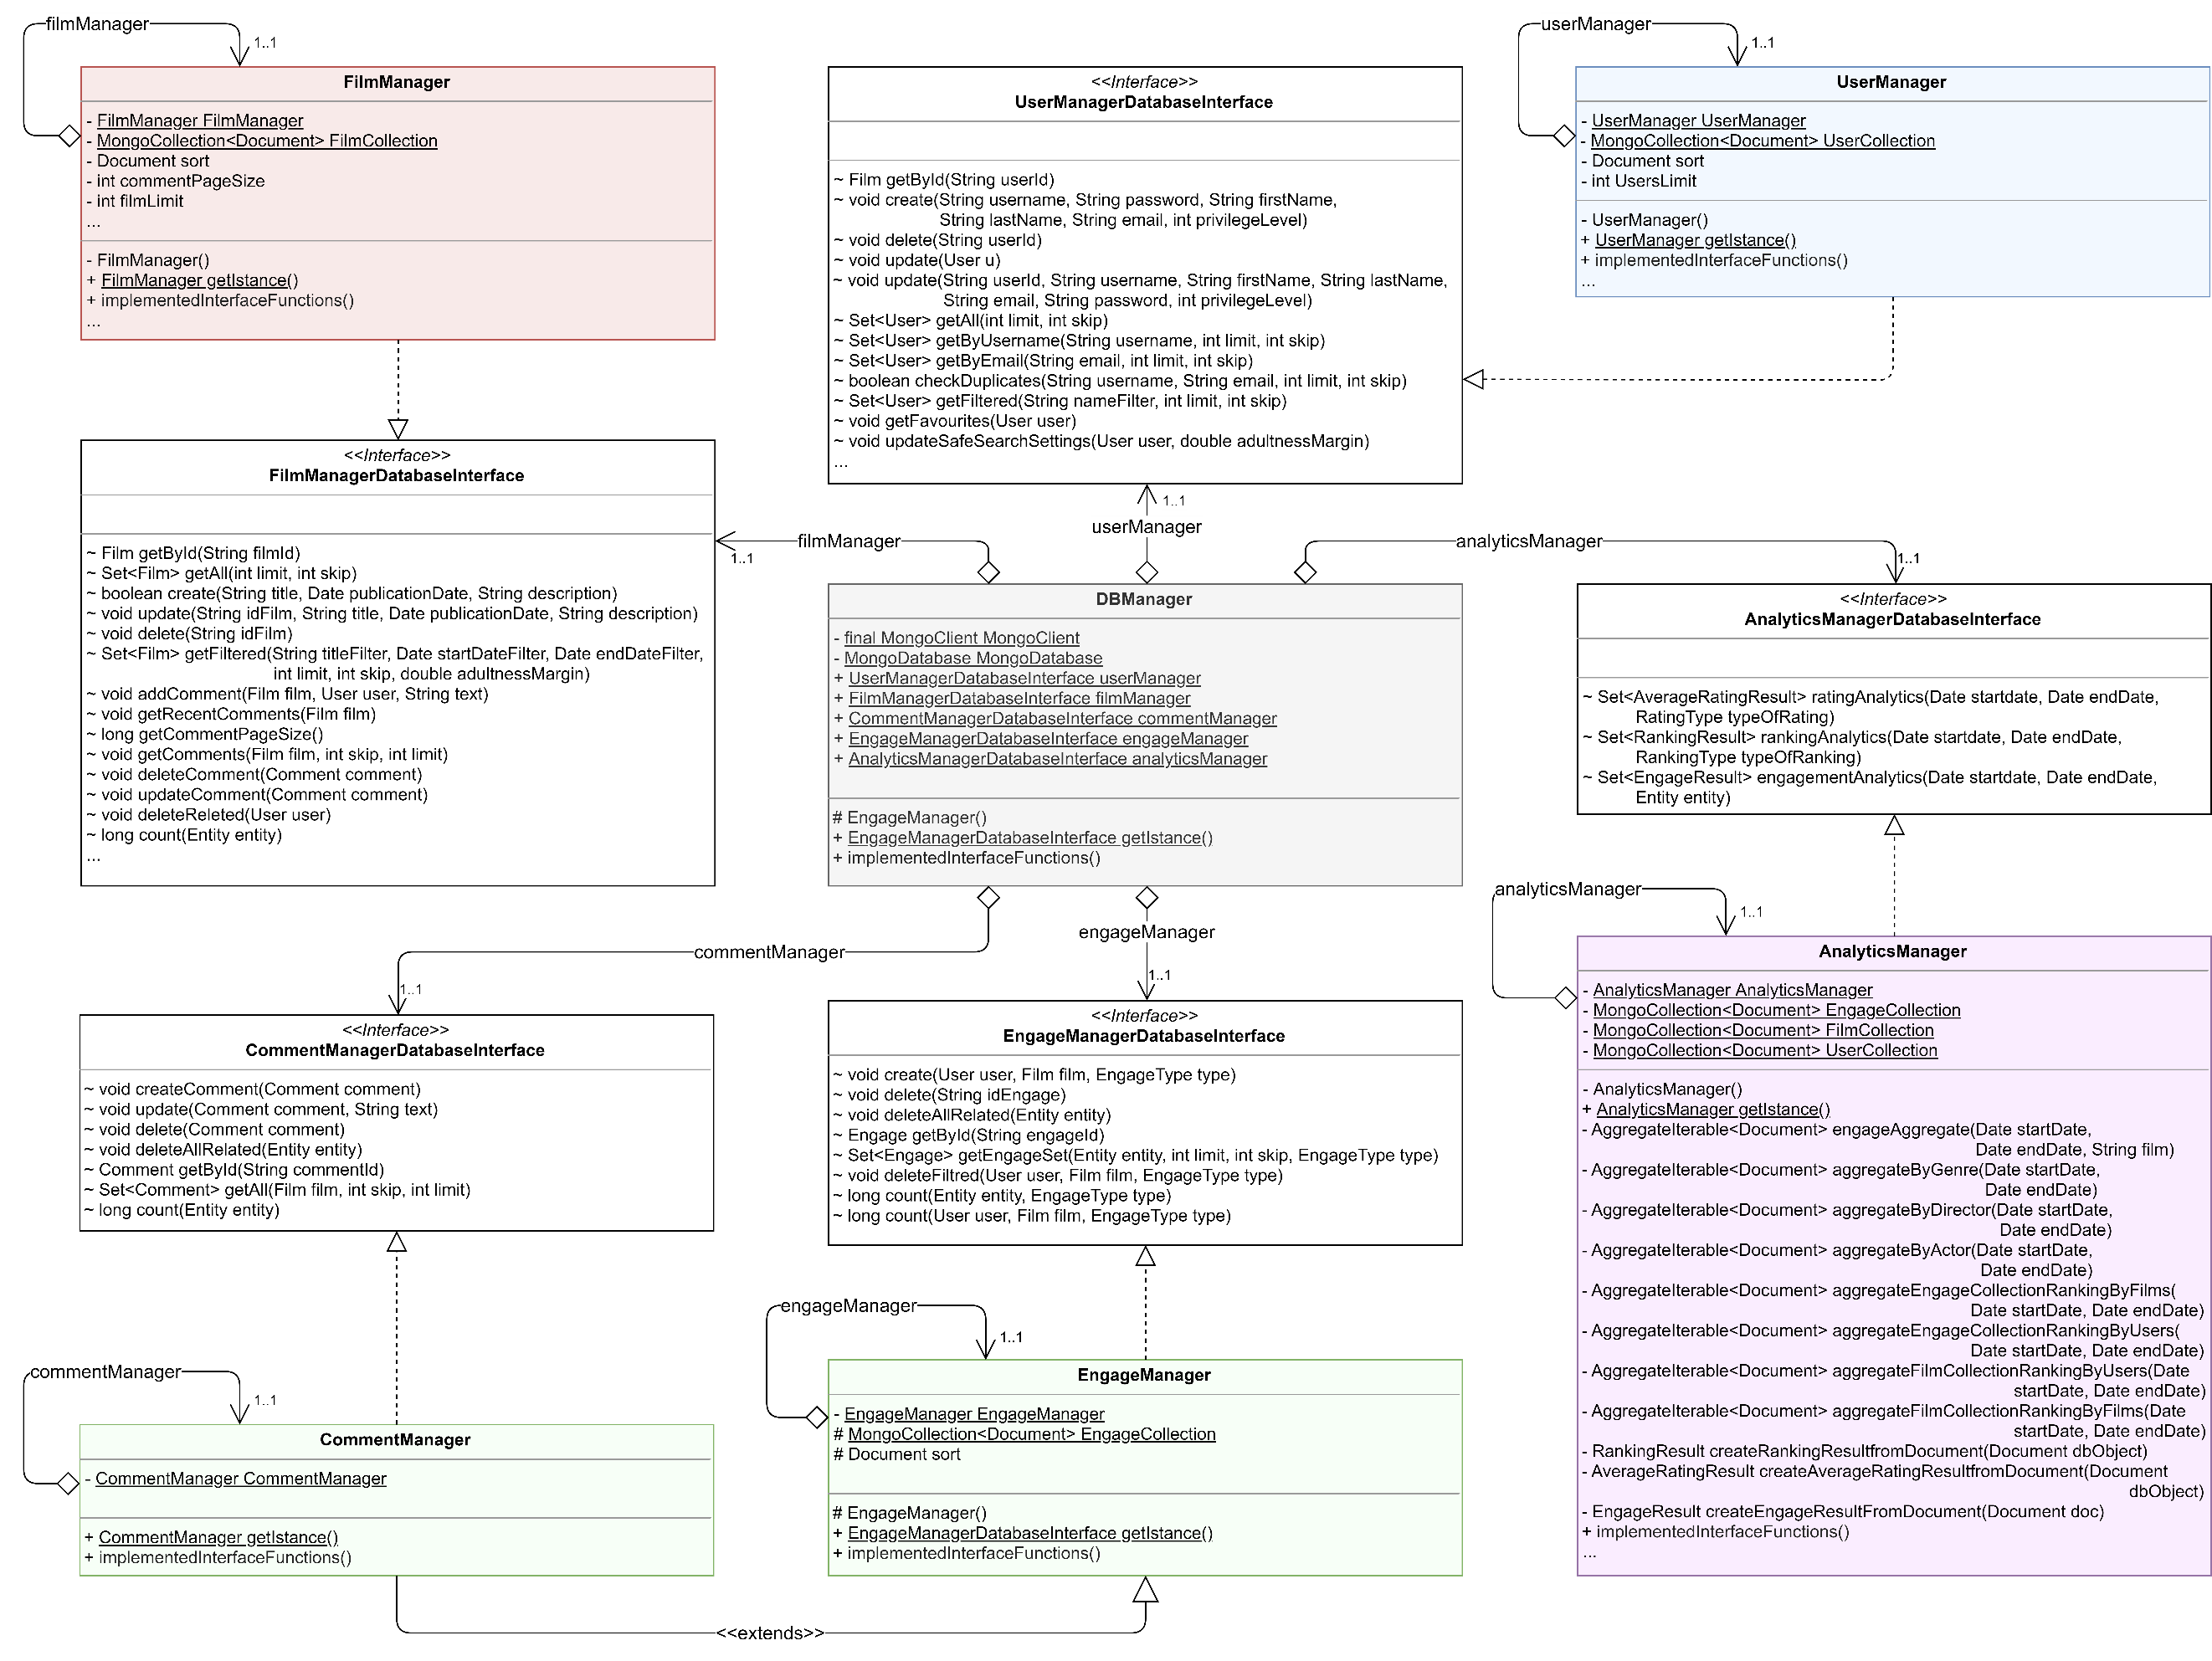 filmManager
1..1
FilmManager
- FilmManager FilmManager
- MongoCollection<Document> FilmCollection
- Document sort
- int commentPageSize
- int filmLimit
...
- FilmManager()
+ FilmManager getIstance()
+ implementedInterfaceFunctions()
...
<<Interface>>
UserManagerDatabaseInterface
~ Film getById(String userId)
~ void create(String username, String password, String firstName,
String lastName, String email, int privilegeLevel)
~ void delete(String userId)
~ void update(User u)
~ void update(String userId, String username, String firstName, String lastName,
String email, String password, int privilegeLevel)
~ Set<User> getAll(int limit, int skip)
~ Set<User> getByUsername(String username, int limit, int skip)
~ Set<User> getByEmail(String email, int limit, int skip)
~ boolean checkDuplicates(String username, String email, int limit, int skip)
~ Set<User> getFiltered(String nameFilter, int limit, int skip)
~ void getFavourites(User user)
~ void updateSafeSearchSettings(User user, double adultnessMargin)
...
userManager
1..1
UserManager
- UserManager UserManager
- MongoCollection<Document> UserCollection
- Document sort
- int UsersLimit
- UserManager()
+ UserManager getIstance()
+ implementedInterfaceFunctions()
...
<<Interface>>
FilmManagerDatabaseInterface
~ Film getById(String filmId)
~ Set<Film> getAll(int limit, int skip)
~ boolean create(String title, Date publicationDate, String description)
~ void update(String idFilm, String title, Date publicationDate, String description)
~ void delete(String idFilm)
~ Set<Film> getFiltered(String titleFilter, Date startDateFilter, Date endDateFilter,
int limit, int skip, double adultnessMargin)
~ void addComment(Film film, User user, String text)
~ void getRecentComments(Film film)
~ long getCommentPageSize()
~ void getComments(Film film, int skip, int limit)
~ void deleteComment(Comment comment)
~ void updateComment(Comment comment)
~ void deleteReleted(User user)
~ long count(Entity entity)
...
filmManager
1..1
userManager
1..1
analyticsManager
1..1
DBManager
- final MongoClient MongoClient
- MongoDatabase MongoDatabase
+ UserManagerDatabaseInterface userManager
+ FilmManagerDatabaseInterface filmManager
+ CommentManagerDatabaseInterface commentManager
+ EngageManagerDatabaseInterface engageManager
+ AnalyticsManagerDatabaseInterface analyticsManager
# EngageManager()
+ EngageManagerDatabaseInterface getIstance()
+ implementedInterfaceFunctions()
<<Interface>>
AnalyticsManagerDatabaseInterface
~ Set<AverageRatingResult> ratingAnalytics(Date startdate, Date endDate,
RatingType typeOfRating)
~ Set<RankingResult> rankingAnalytics(Date startdate, Date endDate,
RankingType typeOfRanking)
~ Set<EngageResult> engagementAnalytics(Date startdate, Date endDate,
Entity entity)
commentManager
1..1
engageManager
1..1
analyticsManager
1..1
<<Interface>>
CommentManagerDatabaseInterface
~ void createComment(Comment comment)
~ void update(Comment comment, String text)
~ void delete(Comment comment)
~ void deleteAllRelated(Entity entity)
~ Comment getById(String commentId)
~ Set<Comment> getAll(Film film, int skip, int limit)
~ long count(Entity entity)
<<Interface>>
EngageManagerDatabaseInterface
~ void create(User user, Film film, EngageType type)
~ void delete(String idEngage)
~ void deleteAllRelated(Entity entity)
~ Engage getById(String engageId)
~ Set<Engage> getEngageSet(Entity entity, int limit, int skip, EngageType type)
~ void deleteFiltred(User user, Film film, EngageType type)
~ long count(Entity entity, EngageType type)
~ long count(User user, Film film, EngageType type)
AnalyticsManager
- AnalyticsManager AnalyticsManager
- MongoCollection<Document> EngageCollection
- MongoCollection<Document> FilmCollection
- MongoCollection<Document> UserCollection
- AnalyticsManager()
+ AnalyticsManager getIstance()
- AggregateIterable<Document> engageAggregate(Date startDate,
Date endDate, String film)
- AggregateIterable<Document> aggregateByGenre(Date startDate,
Date endDate)
- AggregateIterable<Document> aggregateByDirector(Date startDate,
Date endDate)
- AggregateIterable<Document> aggregateByActor(Date startDate,
Date endDate)
- AggregateIterable<Document> aggregateEngageCollectionRankingByFilms(
Date startDate, Date endDate)
- AggregateIterable<Document> aggregateEngageCollectionRankingByUsers(
Date startDate, Date endDate)
- AggregateIterable<Document> aggregateFilmCollectionRankingByUsers(Date
startDate, Date endDate)
- AggregateIterable<Document> aggregateFilmCollectionRankingByFilms(Date
startDate, Date endDate)
- RankingResult createRankingResultfromDocument(Document dbObject)
- AverageRatingResult createAverageRatingResultfromDocument(Document
dbObject)
- EngageResult createEngageResultFromDocument(Document doc)
+ implementedInterfaceFunctions()
...
commentManager
1..1
CommentManager
- CommentManager CommentManager
+ CommentManager getIstance()
+ implementedInterfaceFunctions()
engageManager
1..1
EngageManager
- EngageManager EngageManager
# MongoCollection<Document> EngageCollection
# Document sort
# EngageManager()
+ EngageManagerDatabaseInterface getIstance()
+ implementedInterfaceFunctions()
<<extends>>